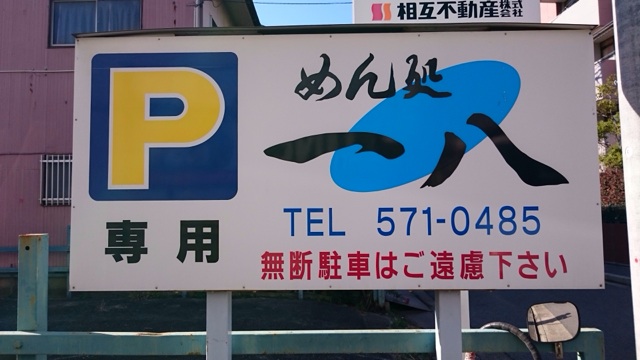 相互不動産株式会社
P
専用
めん処
一八
TEL 571-0485
無断駐車はご遠慮下さい